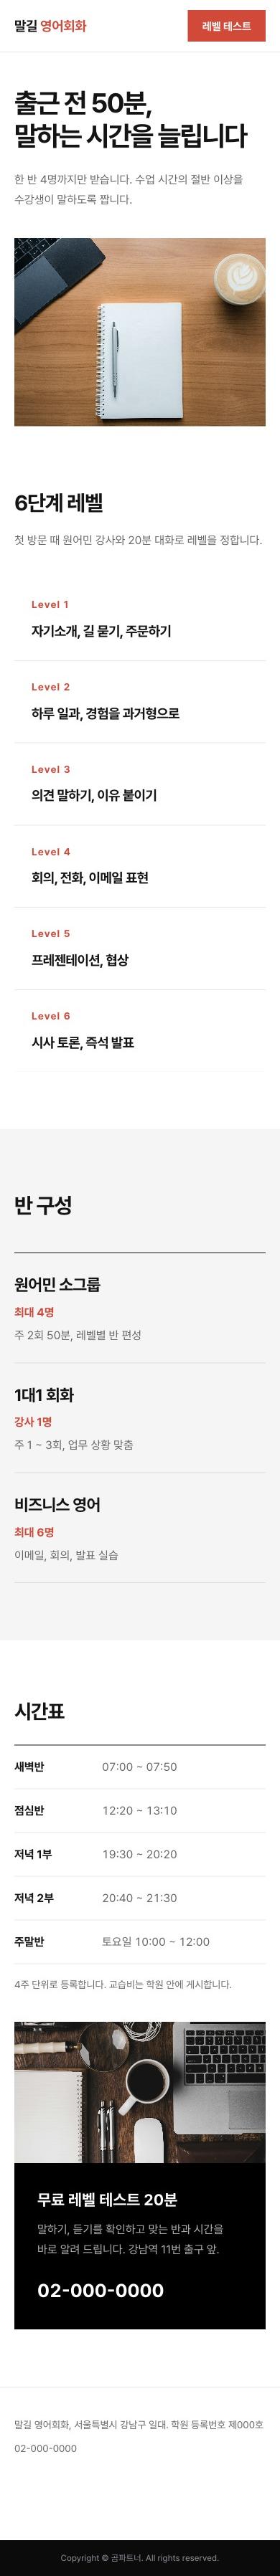 말길 영어회화
레벨 테스트
출근 전 50분,
말하는 시간을 늘립니다
한 반 4명까지만 받습니다. 수업 시간의 절반 이상을
수강생이 말하도록 짭니다.
6단계 레벨
첫 방문 때 원어민 강사와 20분 대화로 레벨을 정합니다.
Level 1
자기소개, 길 묻기, 주문하기
Level 2
하루 일과, 경험을 과거형으로
Level 3
의견 말하기, 이유 붙이기
Level 4
회의, 전화, 이메일 표현
Level 5
프레젠테이션, 협상
Level 6
시사 토론, 즉석 발표
반 구성
원어민 소그룹
최대 4명
주 2회 50분, 레벨별 반 편성
1대1 회화
강사 1명
주 1 ~ 3회, 업무 상황 맞춤
비즈니스 영어
최대 6명
이메일, 회의, 발표 실습
시간표
새벽반 07:00 ~ 07:50
점심반 12:20 ~ 13:10
저녁 1부 19:30 ~ 20:20
저녁 2부 20:40 ~ 21:30
주말반 토요일 10:00 ~ 12:00
4주 단위로 등록합니다. 교습비는 학원 안에 게시합니다.
무료 레벨 테스트 20분
말하기, 듣기를 확인하고 맞는 반과 시간을
바로 알려 드립니다. 강남역 11번 출구 앞.
02-000-0000
말길 영어회화, 서울특별시 강남구 일대. 학원 등록번호 제000호
02-000-0000
Copyright © 곰파트너. All rights reserved.